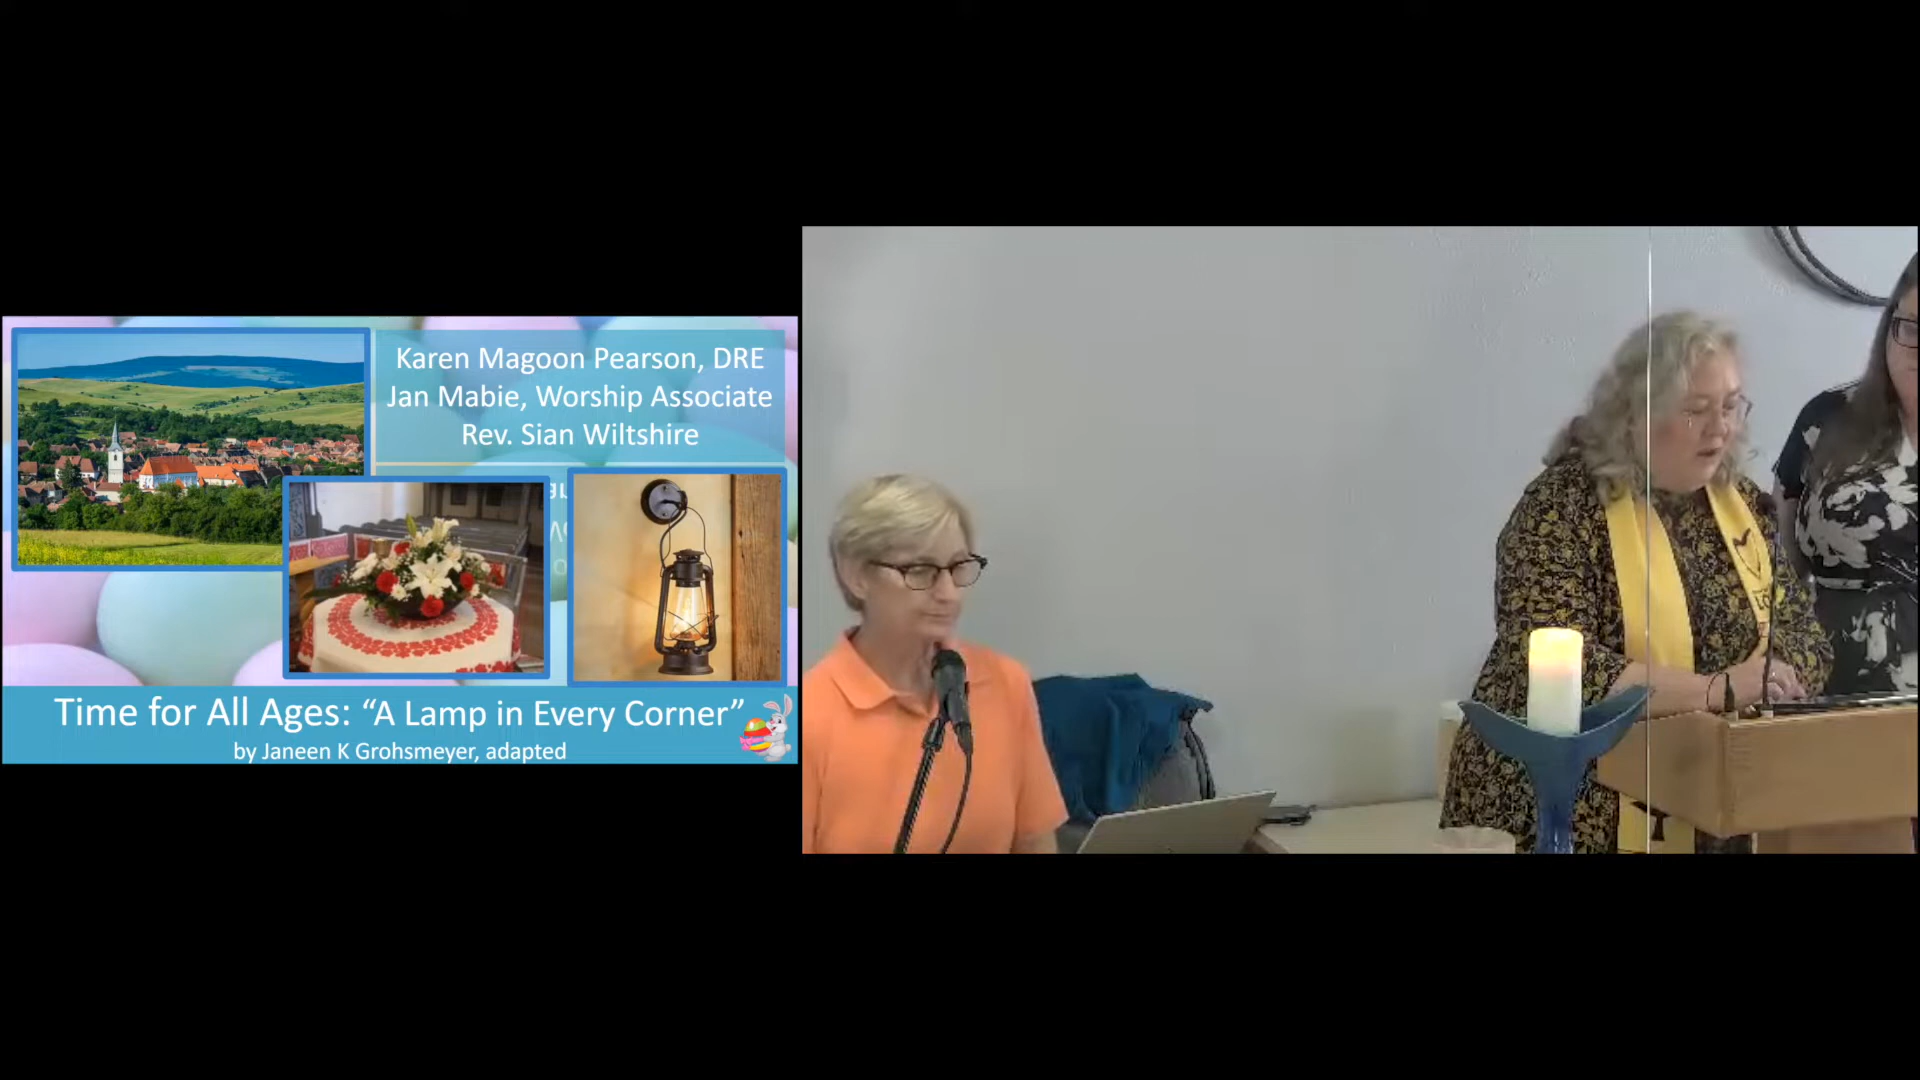 Karen Magoon Pearson, DRE
Jan Mabie, Worship Associate
Rev. Sian Wiltshire
Time for All Ages: “A Lamp in Every Corner”
by Janeen K Grohsmeyer, adapted